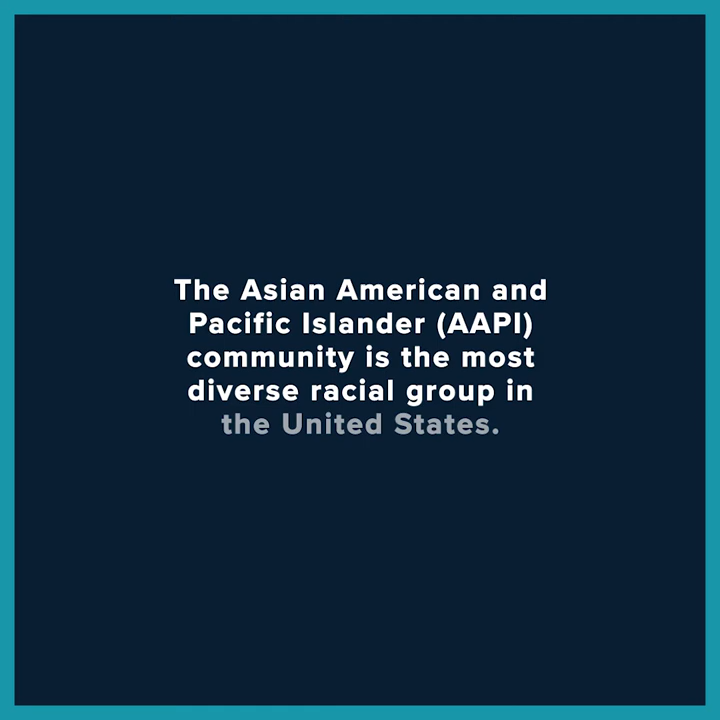 The Asian American and
Pacific Islander (AAPI)
community is the most
diverse racial group in
the United States.